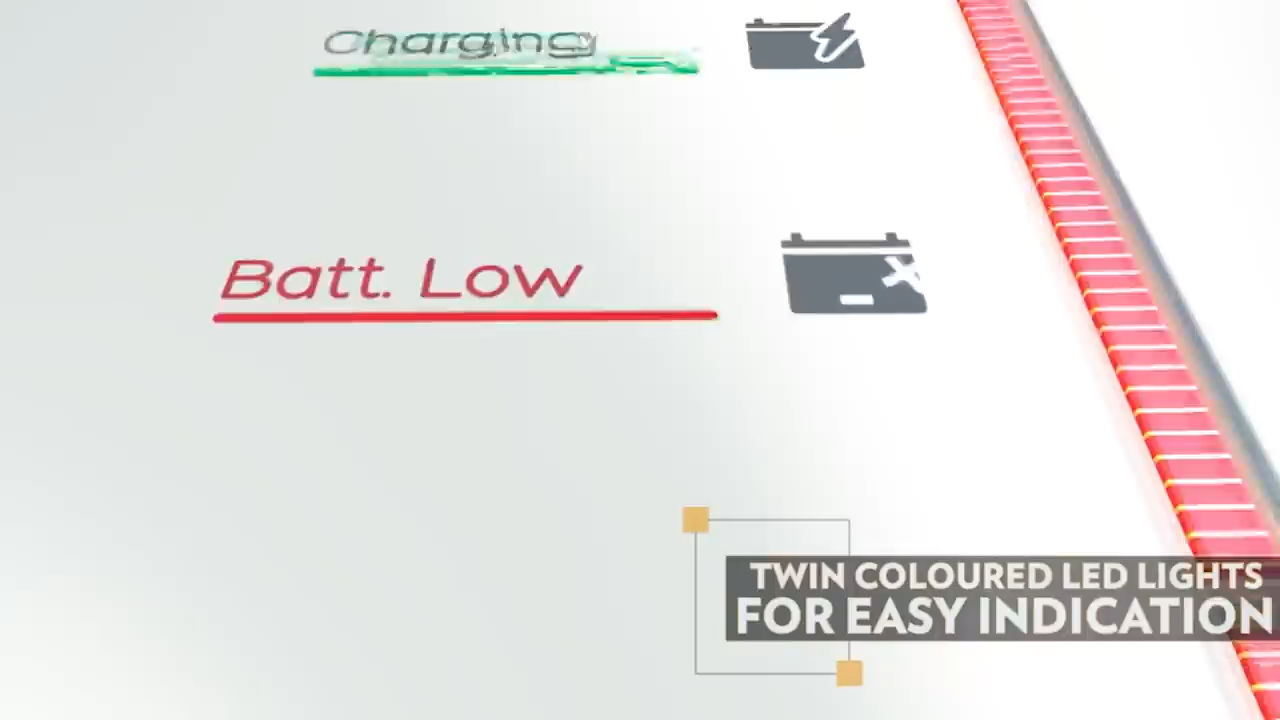 Charging
Batt. Low
TWIN COLOURED LED LIGHTS
FOR EASY INDICATION